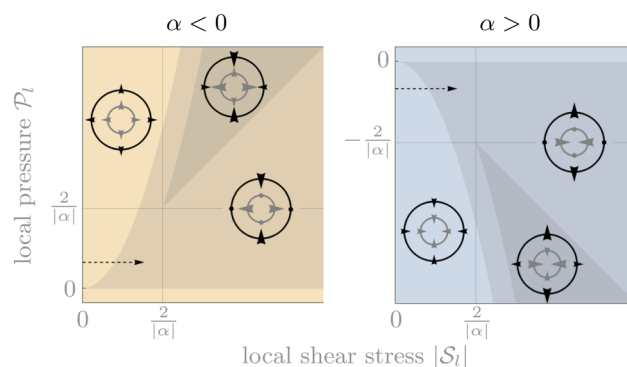 α < 0
α > 0
local pressure 𝒫_l
2/|α|
0
0
2/|α|
0
−2/|α|
0
2/|α|
local shear stress |𝒮_l|